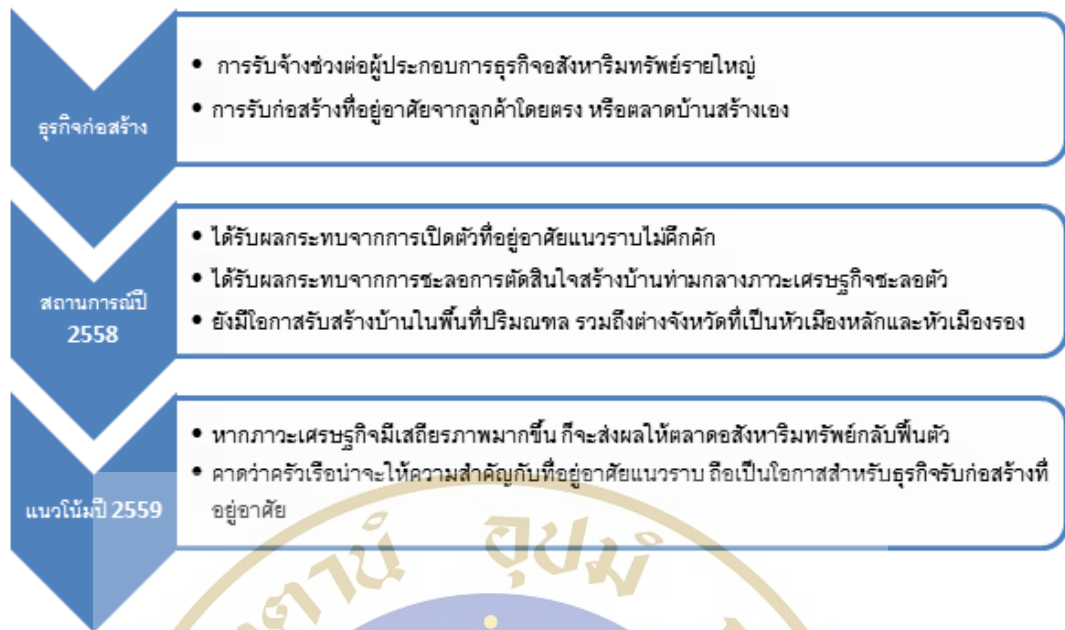 ธุรกิจก่อสร้าง
• การรับจ้างช่วงต่อผู้ประกอบการธุรกิจอสังหาริมทรัพย์รายใหญ่
• การรับก่อสร้างที่อยู่อาศัยจากลูกค้าโดยตรง หรือตลาดบ้านสร้างเอง
สถานการณ์ปี
2558
• ได้รับผลกระทบจากการเปิดตัวที่อยู่อาศัยแนวราบไม่คึกคัก
• ได้รับผลกระทบจากการชะลอการตัดสินใจสร้างบ้านท่ามกลางภาวะเศรษฐกิจชะลอตัว
• ยังมีโอกาสรับสร้างบ้านในพื้นที่ปริมณฑล รวมถึงต่างจังหวัดที่เป็นหัวเมืองหลักและหัวเมืองรอง
แนวโน้มปี 2559
• หากภาวะเศรษฐกิจมีเสถียรภาพมากขึ้น ก็จะส่งผลให้ตลาดอสังหาริมทรัพย์กลับฟื้นตัว
• คาดว่าครัวเรือน่าจะให้ความสำคัญกับที่อยู่อาศัยแนวราบ ถือเป็นโอกาสสำหรับธุรกิจรับก่อสร้างที่
อยู่อาศัย
อุปมํ